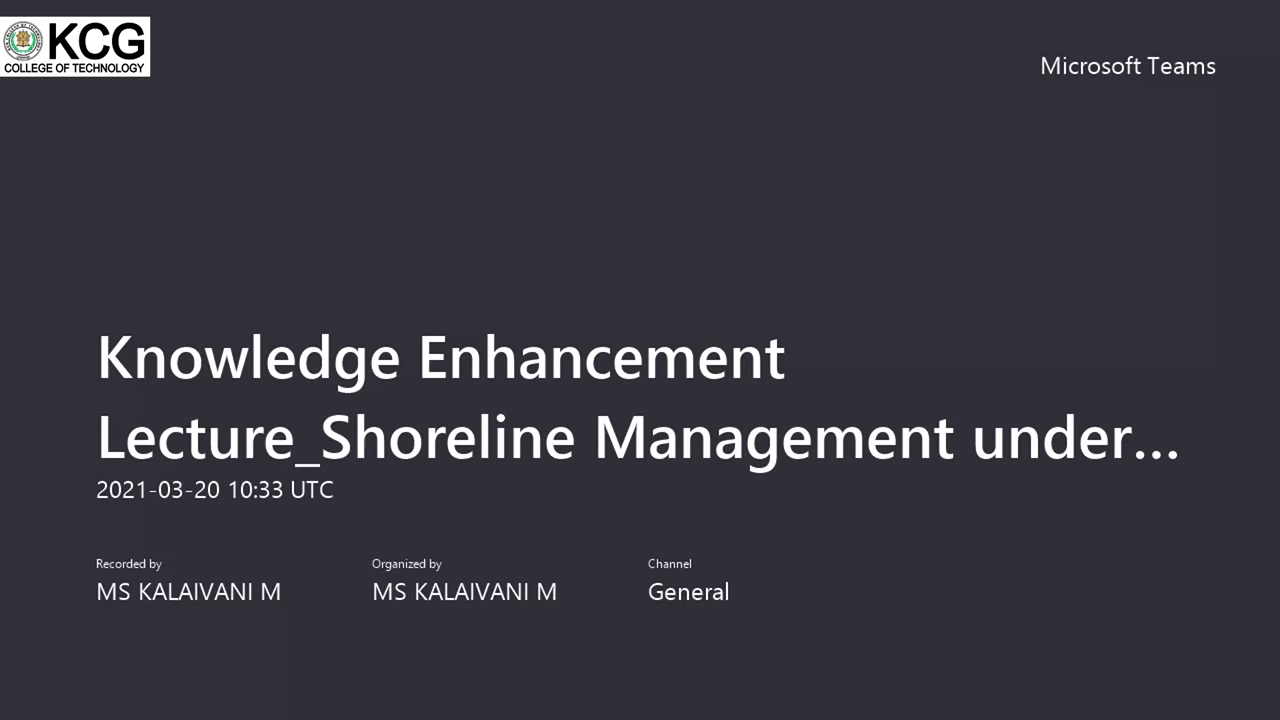 KCG
COLLEGE OF TECHNOLOGY
Microsoft Teams
Knowledge Enhancement
Lecture_Shoreline Management under...
2021-03-20 10:33 UTC
Recorded by
MS KALAIVANI M
Organized by
MS KALAIVANI M
Channel
General